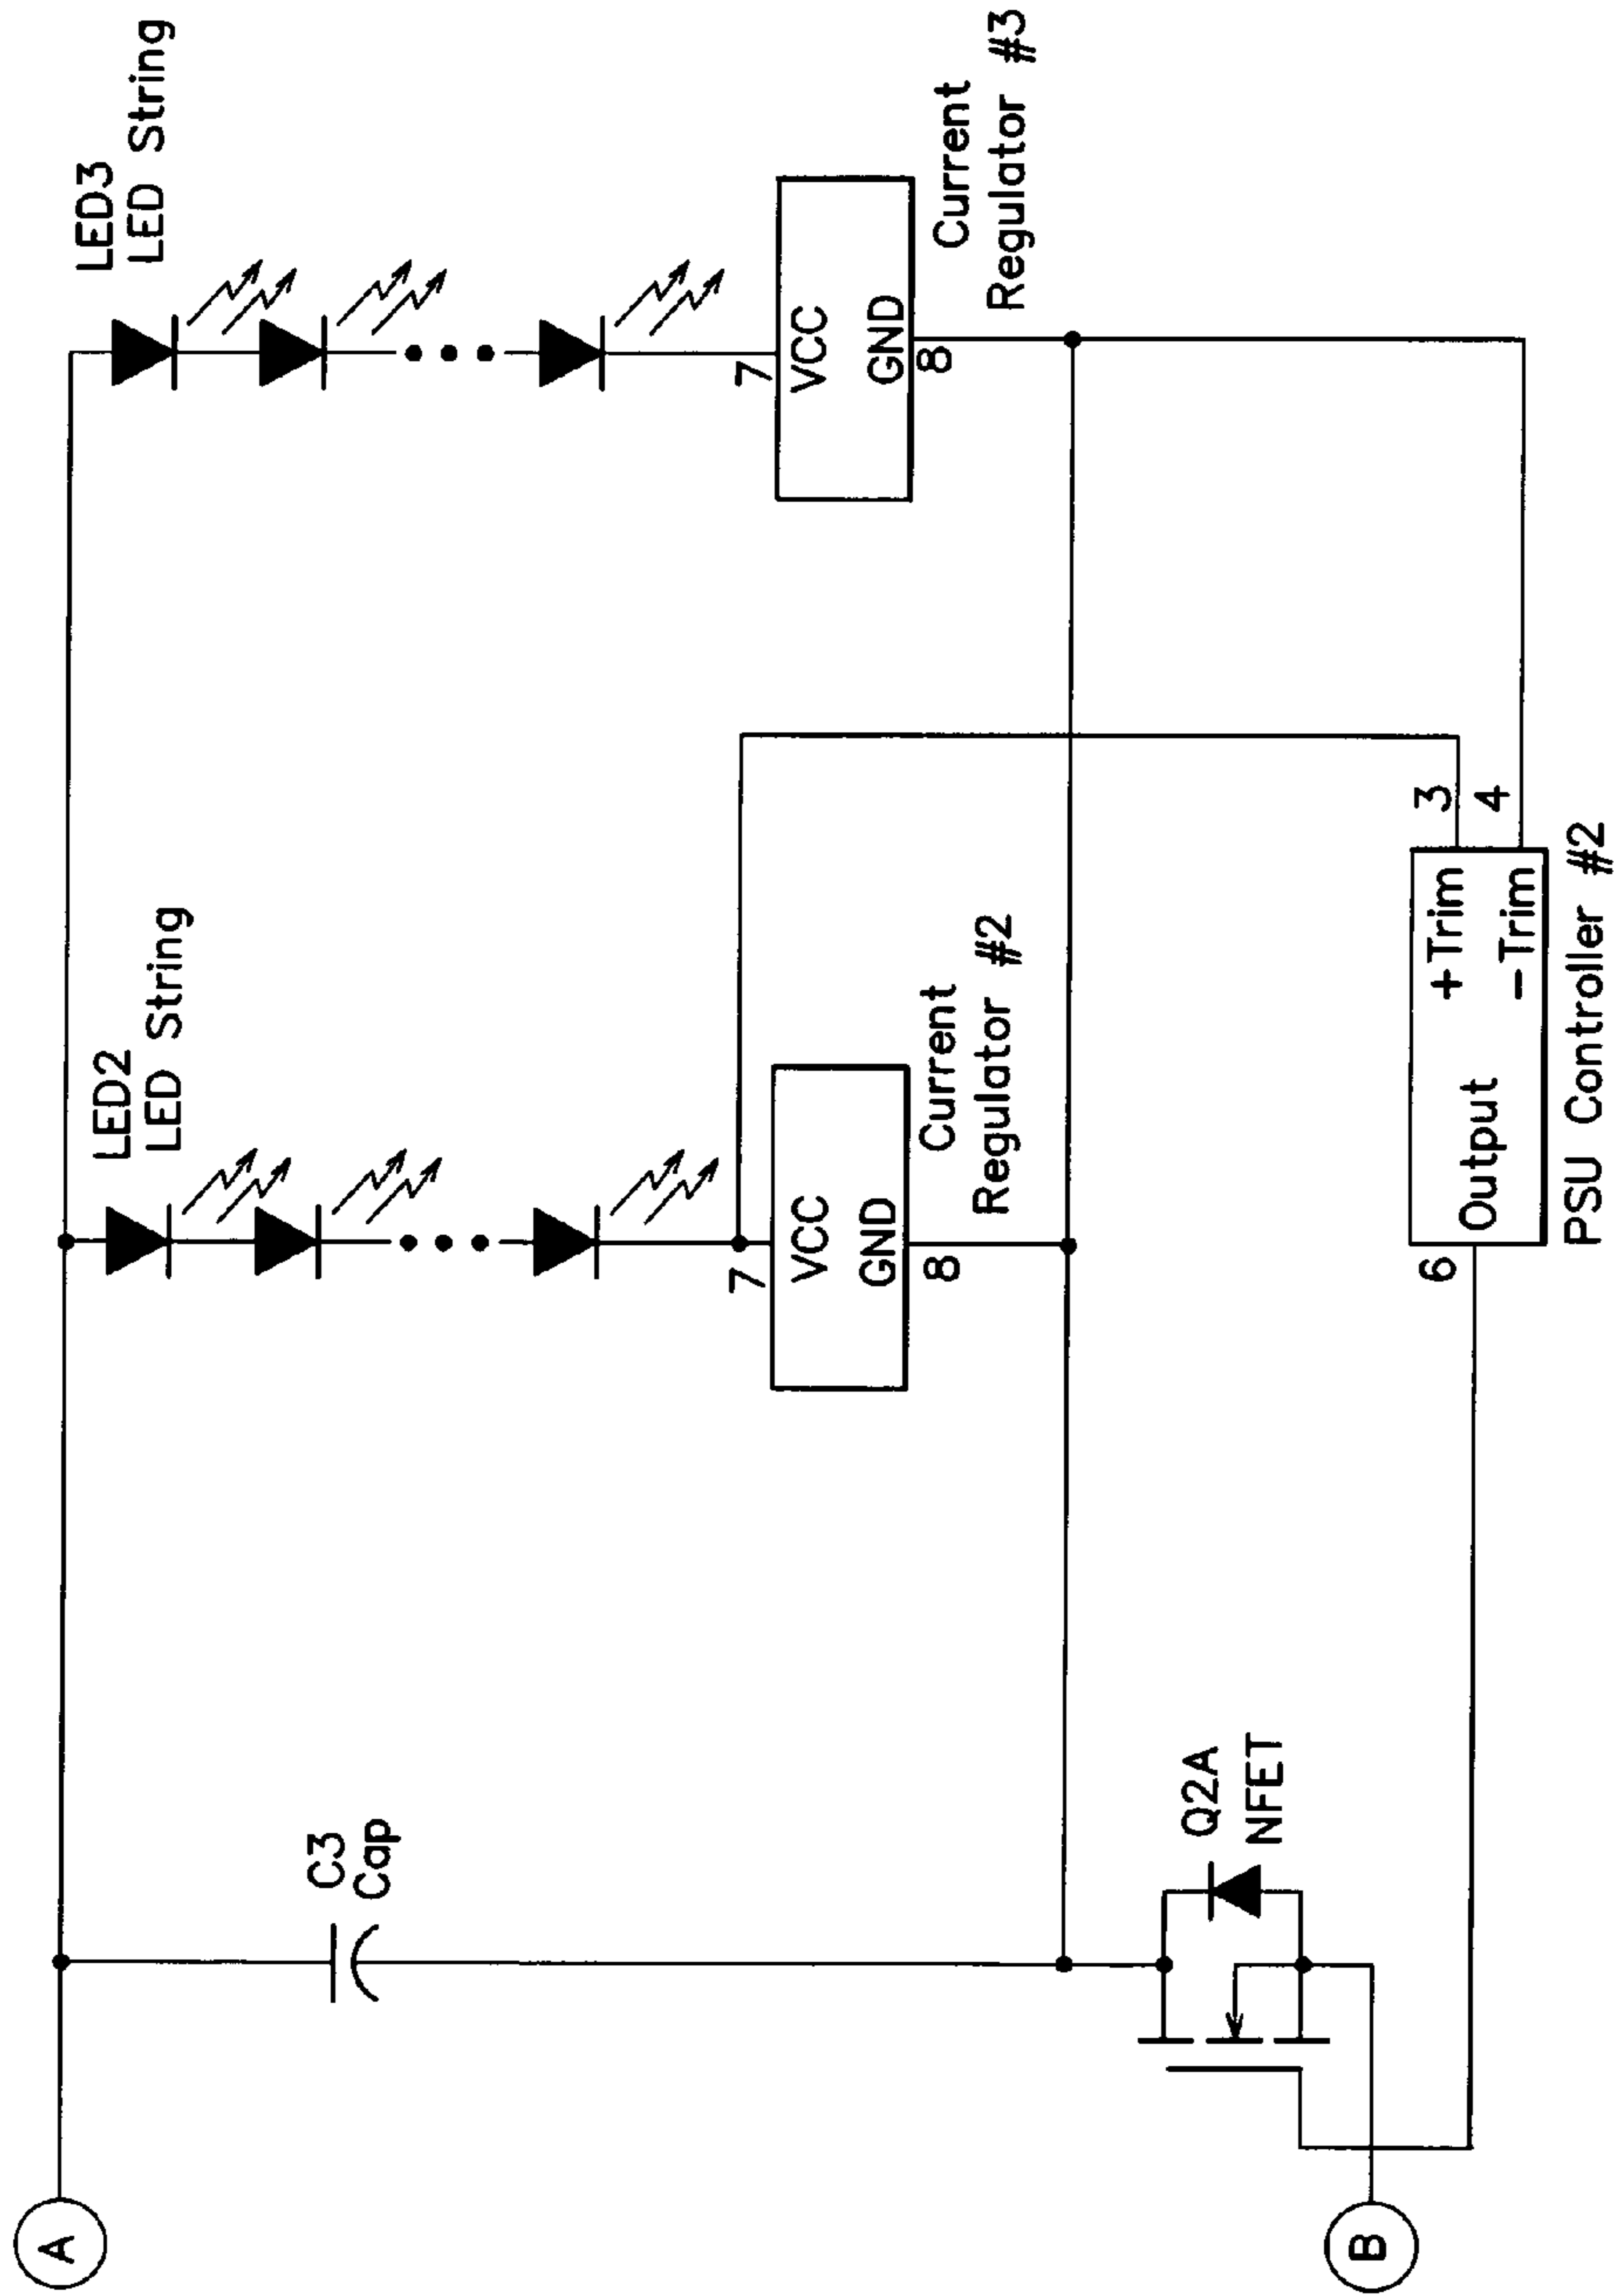 A
C3
Cap
LED2
LED String
LED3
LED String
7
VCC
GND
8
Current
Regulator #2
7
VCC
GND
8
Current
Regulator #3
Q2A
NFET
B
6
Output
+Trim
-Trim
3
4
PSU Controller #2